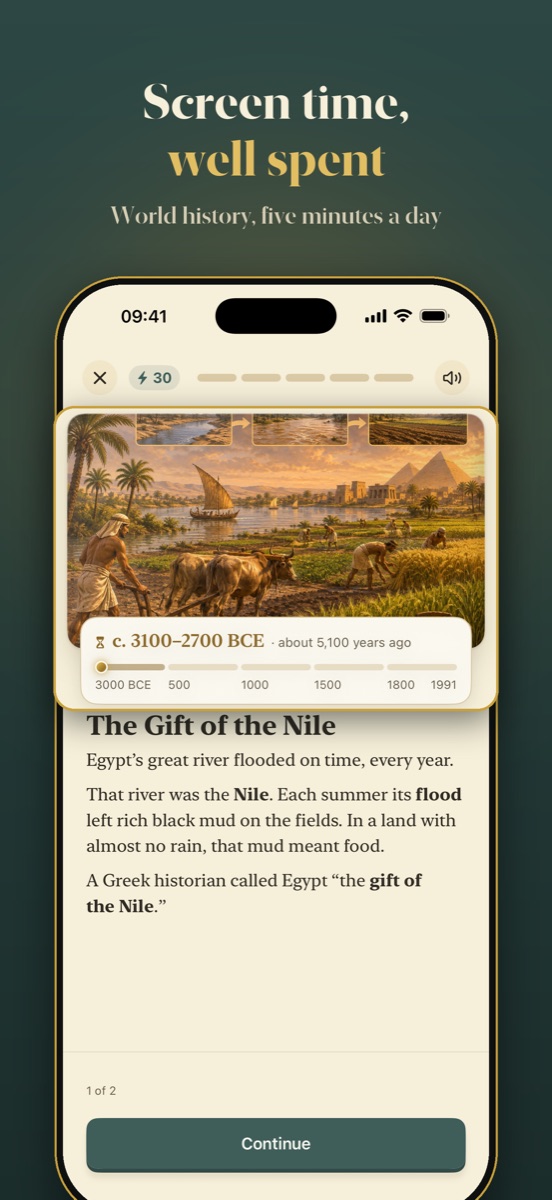 Screen time,
well spent
World history, five minutes a day
09:41
30
c. 3100–2700 BCE · about 5,100 years ago
3000 BCE 500 1000 1500 1800 1991
The Gift of the Nile
Egypt’s great river flooded on time, every year.
That river was the Nile. Each summer its flood
left rich black mud on the fields. In a land with
almost no rain, that mud meant food.
A Greek historian called Egypt “the gift of
the Nile.”
1 of 2
Continue